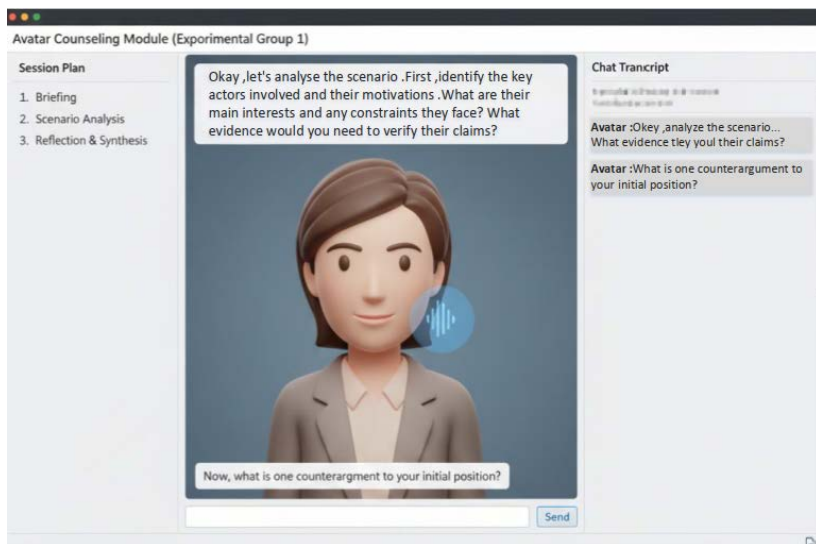 Avatar Counseling Module (Exporimental Group 1)
Session Plan
1. Briefing
2. Scenario Analysis
3. Reflection & Synthesis
Okay ,let's analyse the scenario .First ,identify the key
actors involved and their motivations .What are their
main interests and any constraints they face? What
evidence would you need to verify their claims?
Now, what is one counterargment to your initial position?
Send
Chat Trancript
Avatar :Okey ,analyze the scenario...
What evidence tley youl their claims?
Avatar :What is one counterargument to
your initial position?